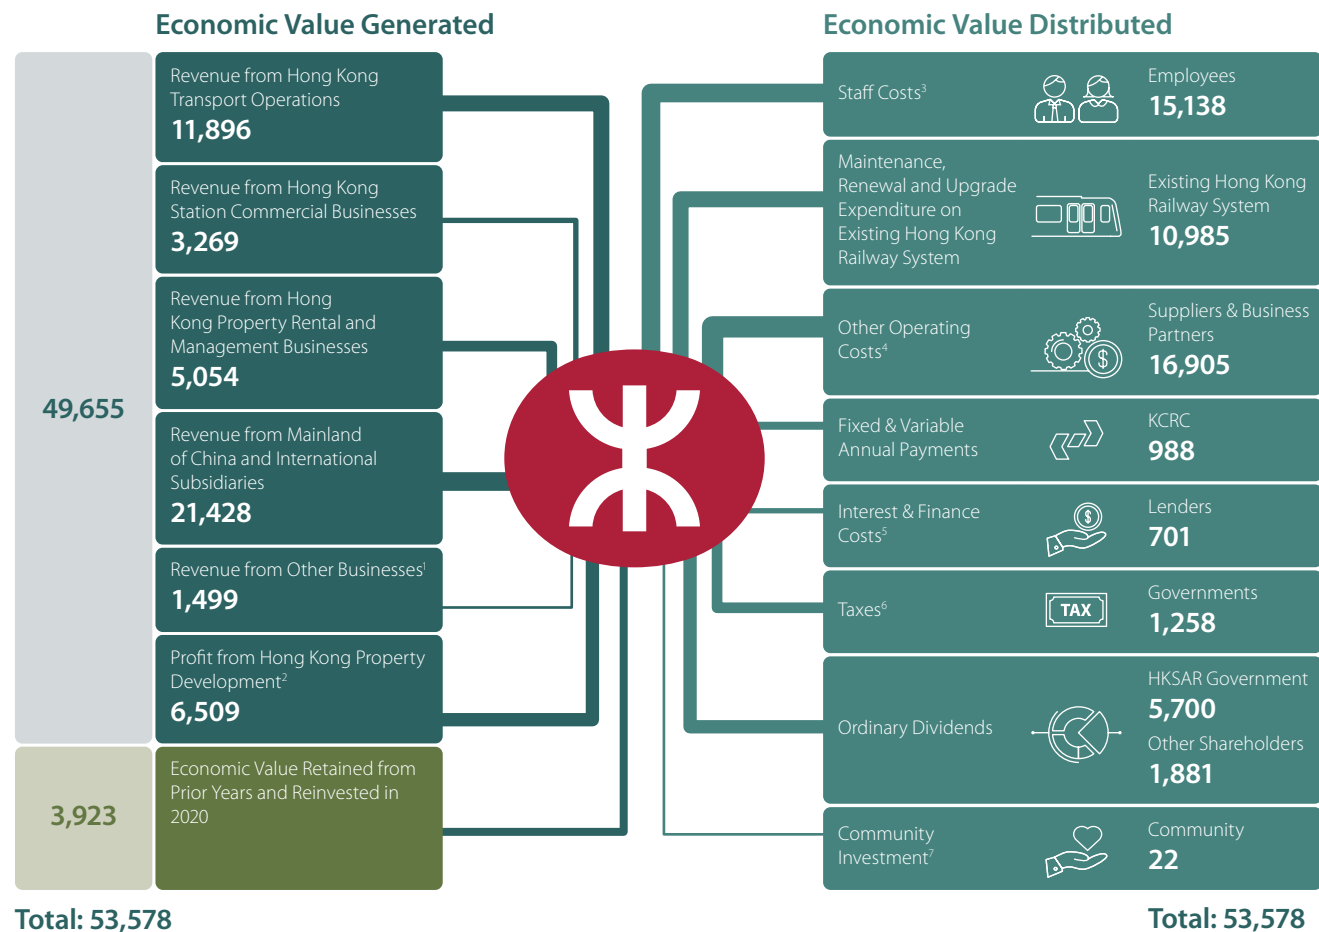 Economic Value Generated
49,655
Revenue from Hong Kong
Transport Operations
11,896
Revenue from Hong Kong
Station Commercial Businesses
3,269
Revenue from Hong
Kong Property Rental and
Management Businesses
5,054
Revenue from Mainland
of China and International
Subsidiaries
21,428
Revenue from Other Businesses¹
1,499
Profit from Hong Kong Property
Development²
6,509
3,923
Economic Value Retained from
Prior Years and Reinvested in
2020
Total: 53,578
Economic Value Distributed
Staff Costs³
Employees
15,138
Maintenance,
Renewal and Upgrade
Expenditure on
Existing Hong Kong
Railway System
Existing Hong Kong
Railway System
10,985
Other Operating
Costs⁴
$
Suppliers & Business
Partners
16,905
Fixed & Variable
Annual Payments
KCRC
988
Interest & Finance
Costs⁵
$
Lenders
701
Taxes⁶
TAX
Governments
1,258
Ordinary Dividends
HKSAR Government
5,700
Other Shareholders
1,881
Community
Investment⁷
Community
22
Total: 53,578